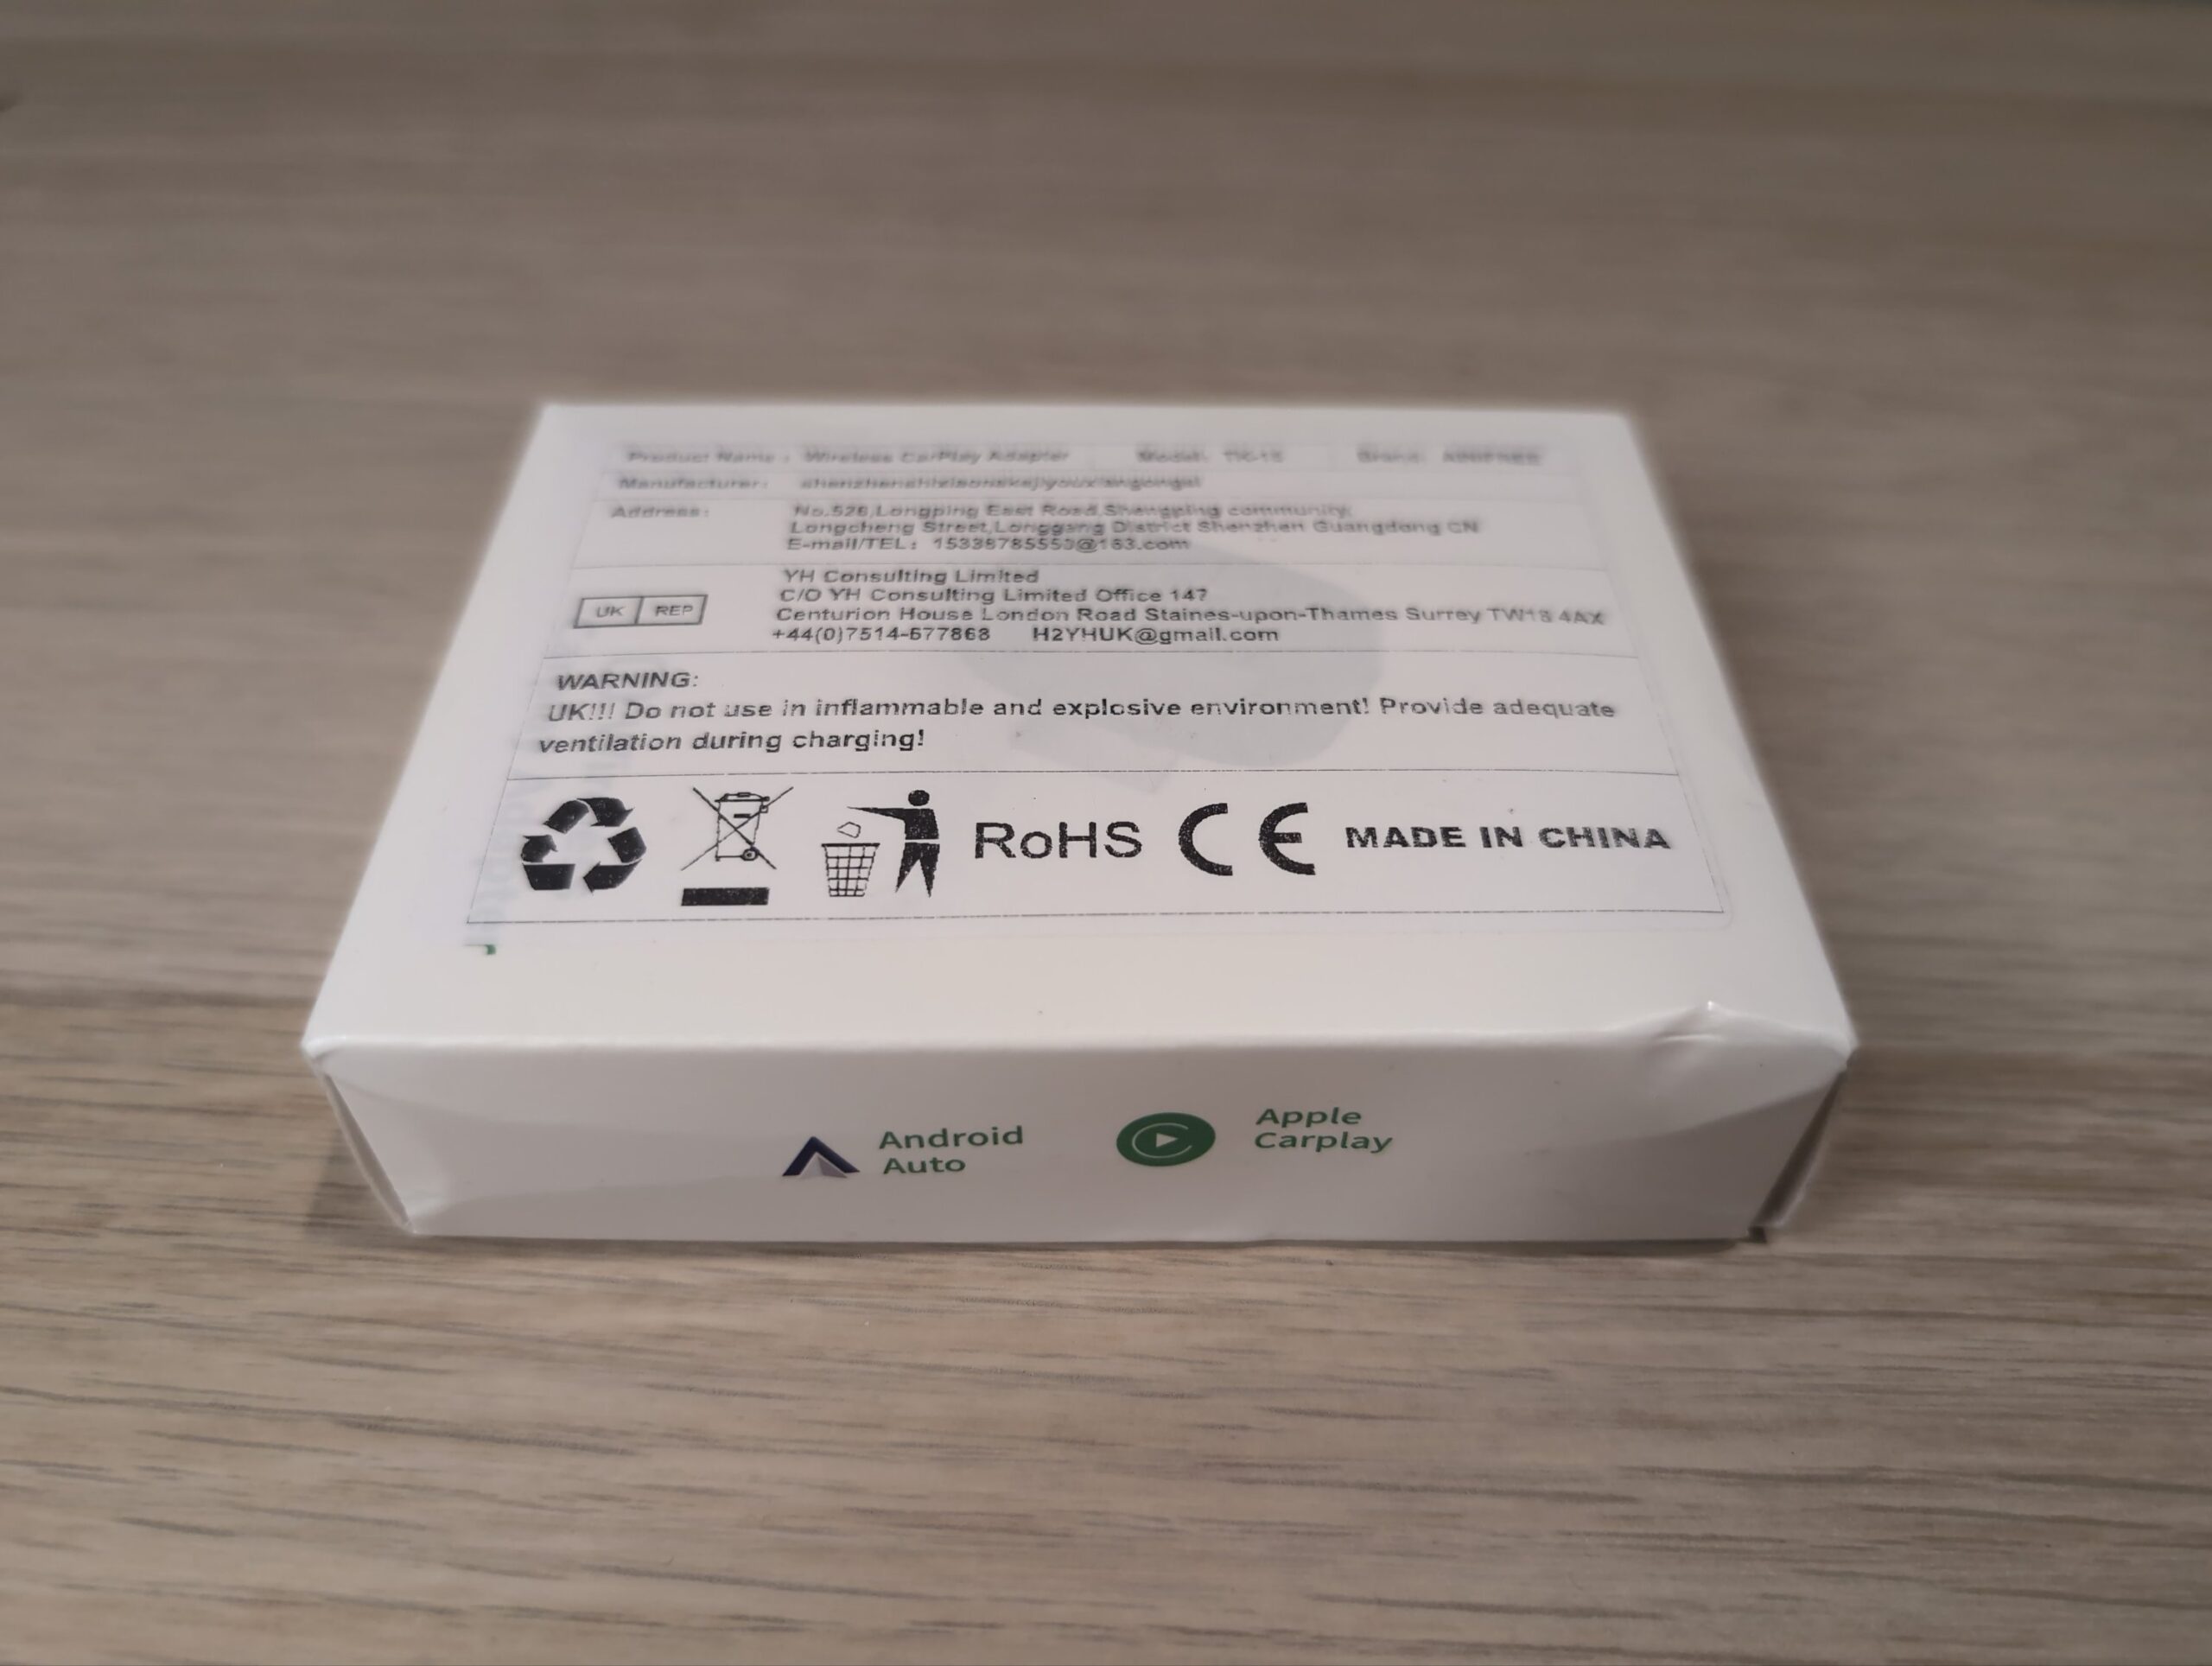 Product Name : Wireless CarPlay Adapter Model:
Manufacturer:
Address: No.526,Longping East Road,Shengping community,
Longcheng Street,Longgang District Shenzhen Guangdong CN
E-mail/TEL: 15338785553@163.com
YH Consulting Limited
C/O YH Consulting Limited Office 147
UK REP
Centurion House London Road Staines-upon-Thames Surrey TW18 4AX
+44(0)7514-677868 H2YHUK@gmail.com
WARNING:
UK!!! Do not use in inflammable and explosive environment! Provide adequate
ventilation during charging!
RoHS CE MADE IN CHINA
Android
Auto
Apple
Carplay